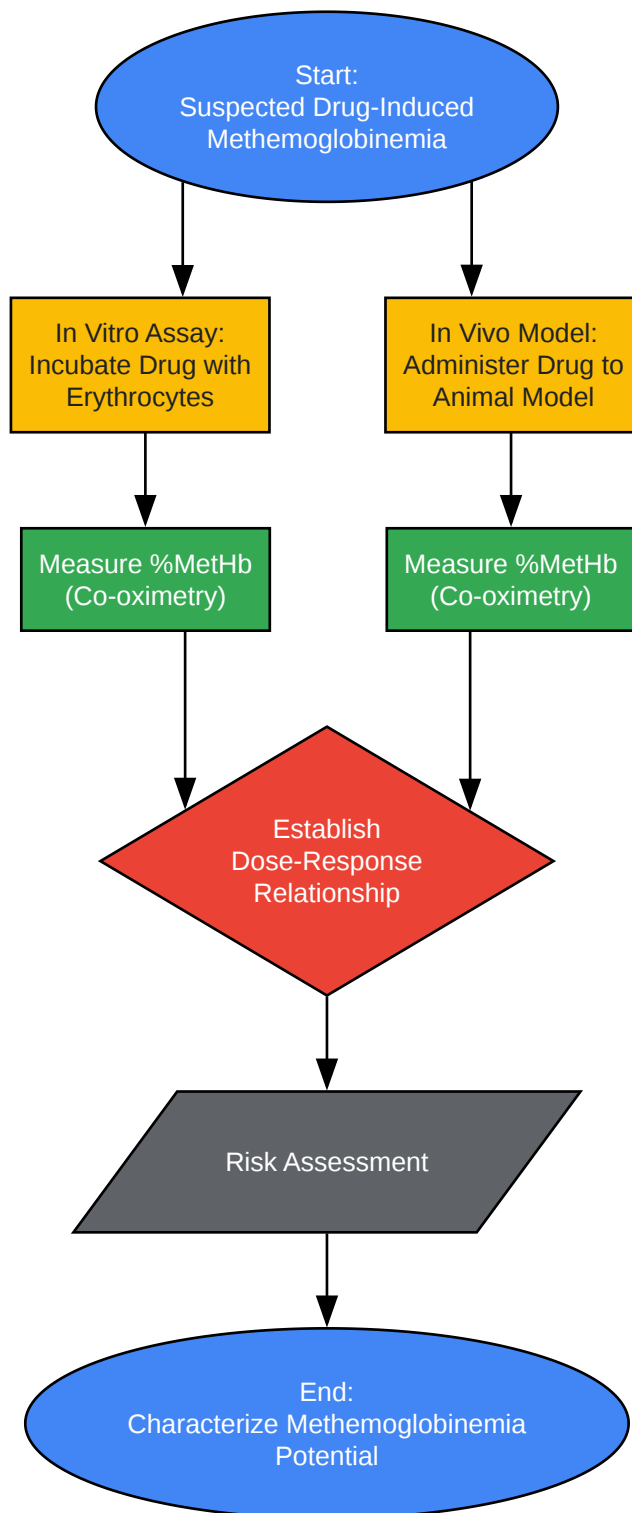 Start:
Suspected Drug-Induced
Methemoglobinemia
In Vitro Assay:
Incubate Drug with
Erythrocytes
In Vivo Model:
Administer Drug to
Animal Model
Measure %MetHb
(Co-oximetry)
Measure %MetHb
(Co-oximetry)
Establish
Dose-Response
Relationship
Risk Assessment
End:
Characterize Methemoglobinemia
Potential